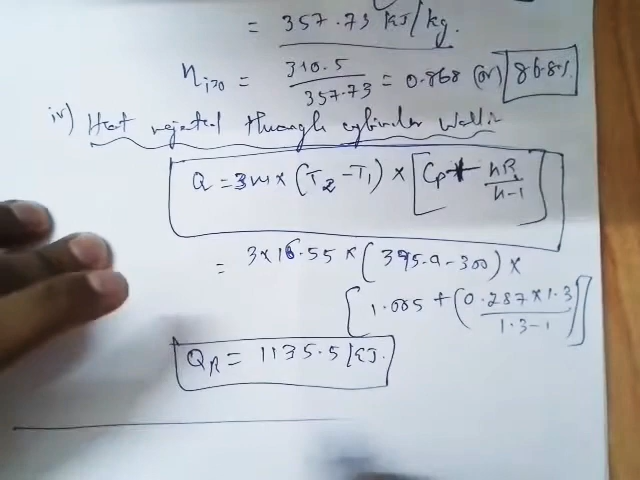 = 357.73 kJ/kg.
ηiso = 310.5/357.73 = 0.868 (or) 86.8%
iv) Heat rejected through cylinder walls
Q = 3m × (T2 - T1) × [Cp + nR/n-1]
= 3×16.55 × (395.9-300) ×
[1.005 + (0.287×1.3/1.3-1)]
QR = 1135.5 kJ.